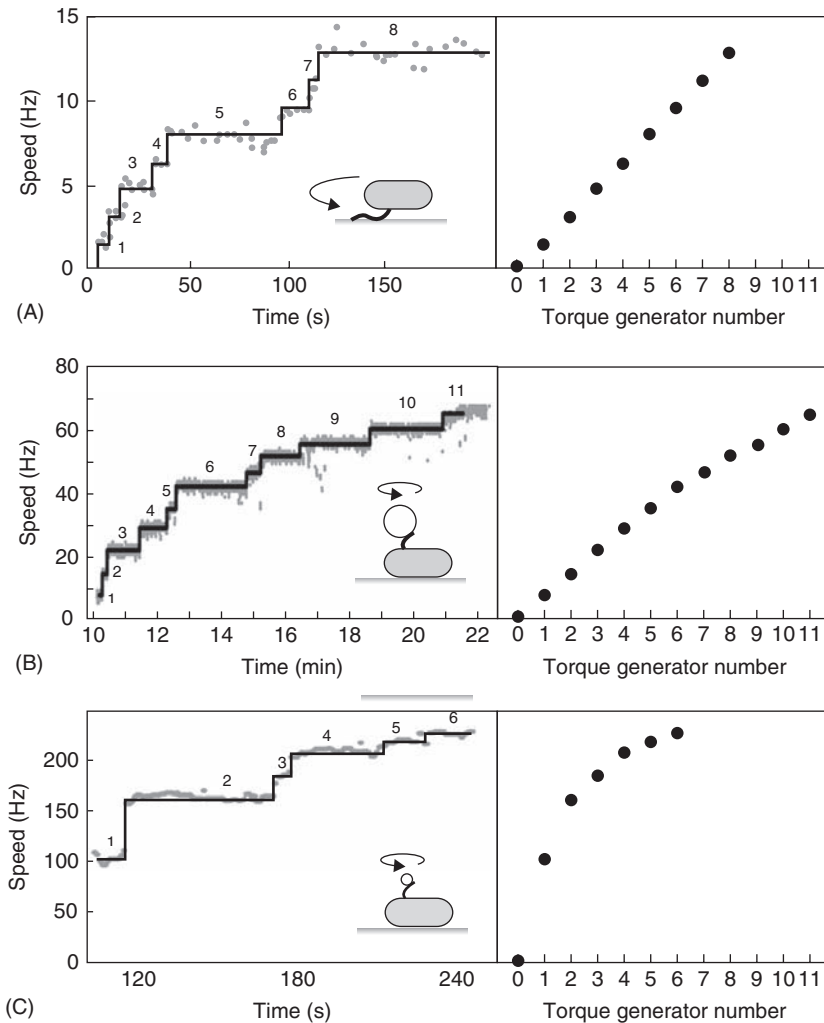 15
10
5
0
Speed (Hz)
1
2
3
4
5
6
7
8
0
50
100
150
Time (s)
0 1 2 3 4 5 6 7 8 9 10 11
Torque generator number
(A)
80
60
40
20
0
Speed (Hz)
1
2
3
4
5
6
7
8
9
10
11
10 12 14 16 18 20 22
Time (min)
0 1 2 3 4 5 6 7 8 9 10 11
Torque generator number
(B)
200
150
100
50
0
Speed (Hz)
1
2
3
4
5
6
120 180 240
Time (s)
0 1 2 3 4 5 6 7 8 9 10 11
Torque generator number
(C)